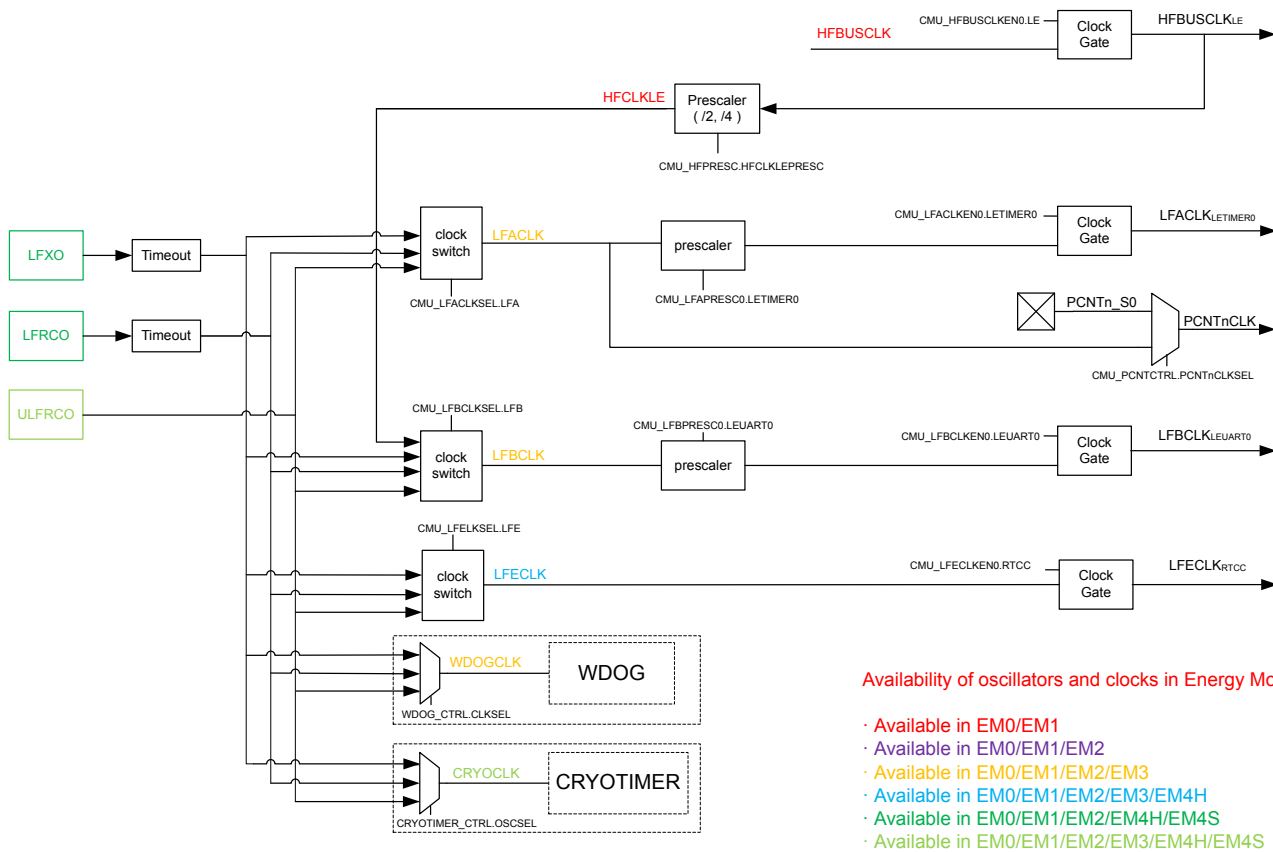 CMU_HFBUSCLKEN0.LE
HFBUSCLK
Clock
Gate
HFBUSCLKLE
HFCLKLE
Prescaler
( /2, /4 )
CMU_HFPRESC.HFCLKLEPRESC
LFXO
Timeout
clock
switch
LFACLK
CMU_LFACLKSEL.LFA
prescaler
CMU_LFAPRESC0.LETIMER0
CMU_LFACLKEN0.LETIMER0
Clock
Gate
LFACLKLETIMER0
LFRCO
Timeout
PCNTn_S0
PCNTnCLK
CMU_PCNTCTRL.PCNTnCLKSEL
ULFRCO
CMU_LFBCLKSEL.LFB
clock
switch
LFBCLK
CMU_LFBPRESC0.LEUART0
prescaler
CMU_LFBCLKEN0.LEUART0
Clock
Gate
LFBCLKLEUART0
CMU_LFELKSEL.LFE
clock
switch
LFECLK
CMU_LFECLKEN0.RTCC
Clock
Gate
LFECLKRTCC
WDOGCLK
WDOG
WDOG_CTRL.CLKSEL
CRYOCLK
CRYOTIMER
CRYOTIMER_CTRL.OSCSEL
Availability of oscillators and clocks in Energy Mo
· Available in EM0/EM1
· Available in EM0/EM1/EM2
· Available in EM0/EM1/EM2/EM3
· Available in EM0/EM1/EM2/EM3/EM4H
· Available in EM0/EM1/EM2/EM4H/EM4S
· Available in EM0/EM1/EM2/EM3/EM4H/EM4S